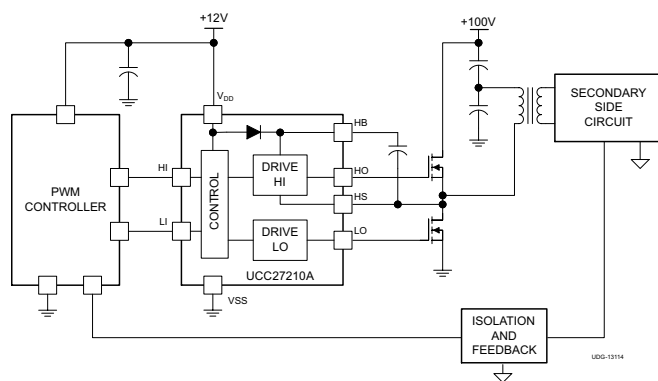 +12V
+100V
VDD
HB
SECONDARY
SIDE
CIRCUIT
HI
DRIVE
HI
HO
PWM
CONTROLLER
CONTROL
HS
LI
DRIVE
LO
LO
UCC27210A
VSS
ISOLATION
AND
FEEDBACK
UDG-13114